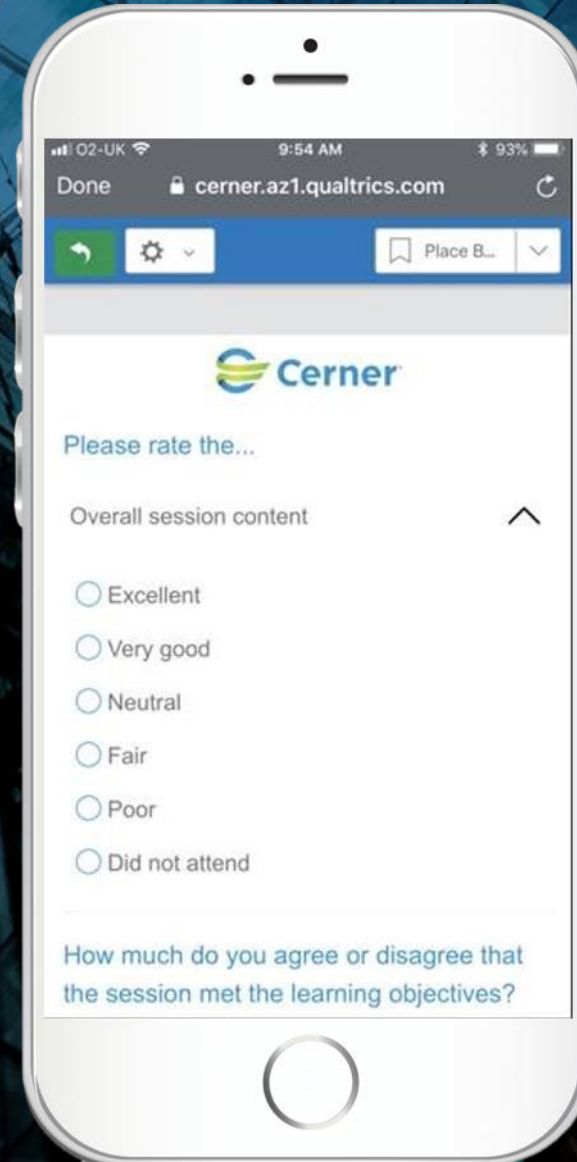 O2-UK 9:54 AM 93%
Done cerner.az1.qualtrics.com
Place B...
Cerner
Please rate the...
Overall session content
Excellent
Very good
Neutral
Fair
Poor
Did not attend
How much do you agree or disagree that
the session met the learning objectives?